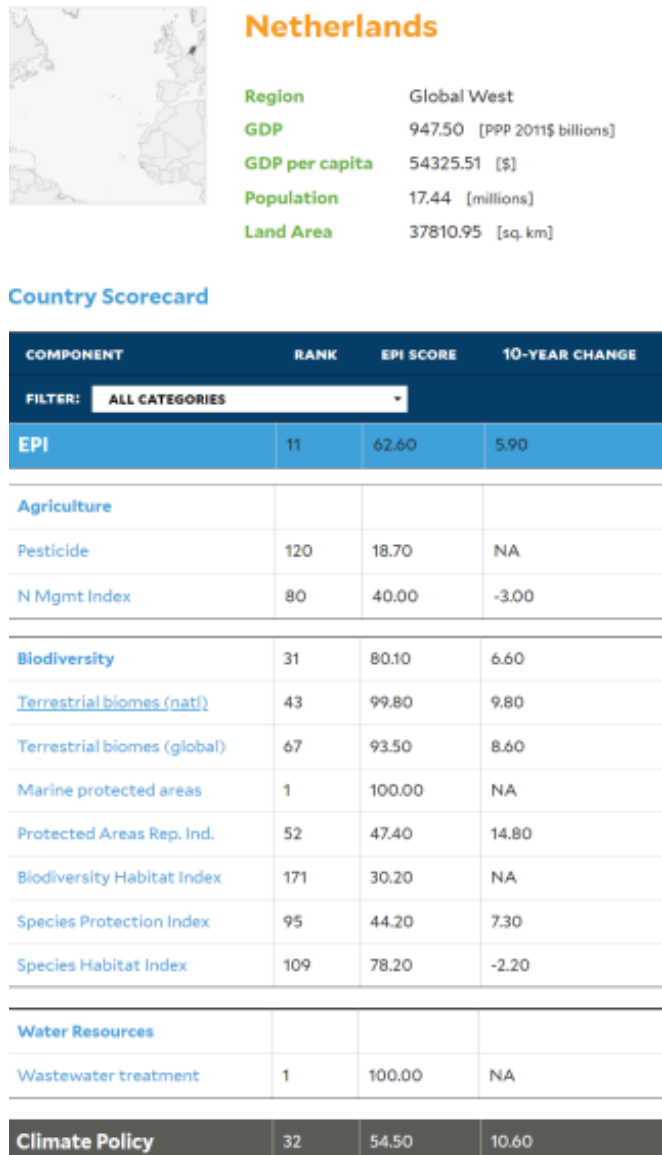 Netherlands
Region Global West
GDP 947.50 [PPP 2011$ billions]
GDP per capita 54325.51 [$]
Population 17.44 [millions]
Land Area 37810.95 [sq. km]
Country Scorecard
COMPONENT RANK EPI SCORE 10-YEAR CHANGE
FILTER: ALL CATEGORIES
EPI 11 62.60 5.90
Agriculture
Pesticide 120 18.70 NA
N Mgmt Index 80 40.00 -3.00
Biodiversity 31 80.10 6.60
Terrestrial biomes (natl) 43 99.80 9.80
Terrestrial biomes (global) 67 93.50 8.60
Marine protected areas 1 100.00 NA
Protected Areas Rep. Ind. 52 47.40 14.80
Biodiversity Habitat Index 171 30.20 NA
Species Protection Index 95 44.20 7.30
Species Habitat Index 109 78.20 -2.20
Water Resources
Wastewater treatment 1 100.00 NA
Climate Policy 32 54.50 10.60